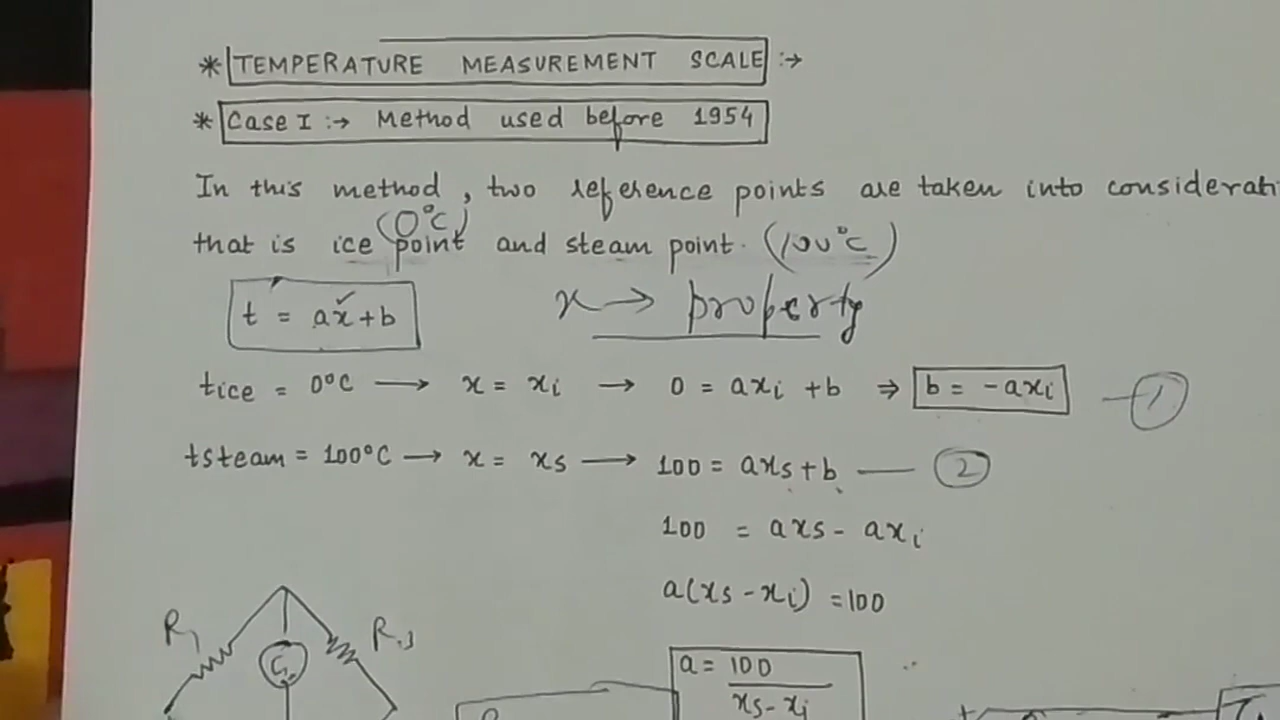 * TEMPERATURE MEASUREMENT SCALE :→
* Case I :→ Method used before 1954
In this method, two reference points are taken into considerati
(0°C)
that is ice point and steam point. (100°C)
t = ax+b ✓ x → property
tice = 0°C → x = xi → 0 = axi + b ⇒ b = -axi — 1
tsteam = 100°C → x = xs → 100 = axs + b — 2
100 = axs - axi
a(xs - xi) = 100
R1 G
a = 100
xs - xi